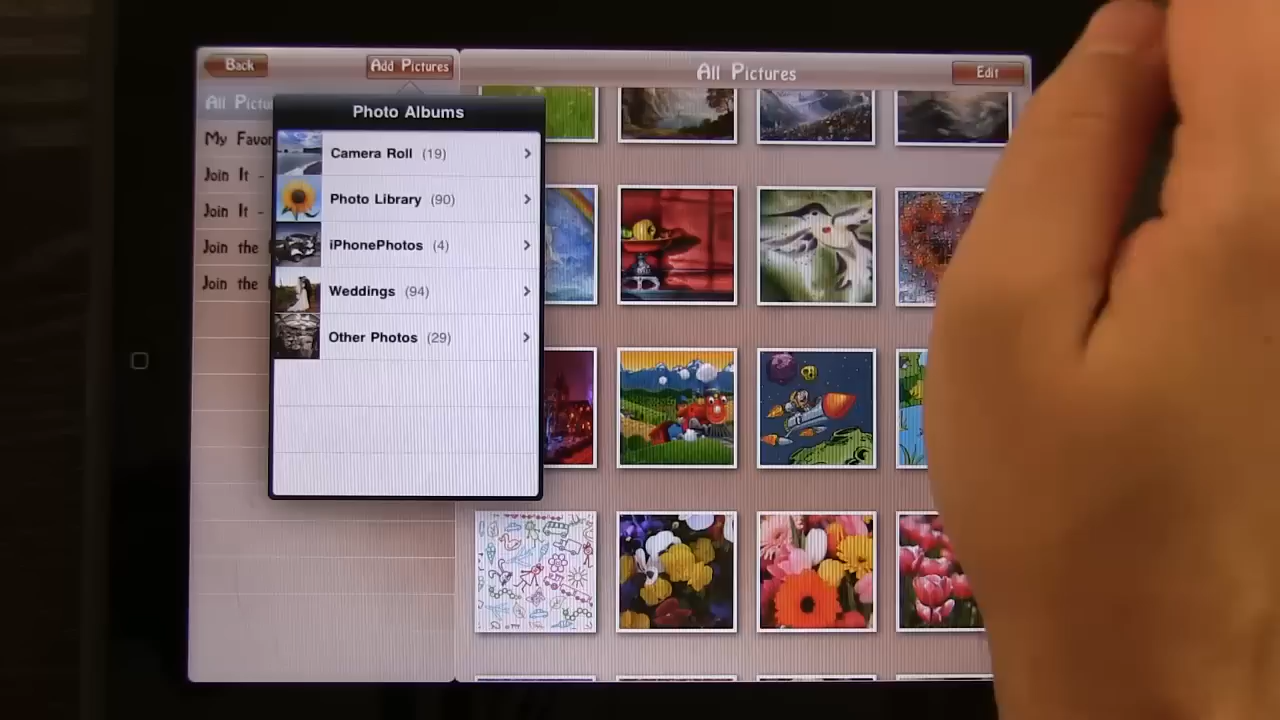 Back
Add Pictures
All Pictures
Edit
All
Photo Albums
My
Join It -
Join It -
Join the
Join the
Camera Roll (19)
Photo Library (90)
iPhonePhotos (4)
Weddings (94)
Other Photos (29)